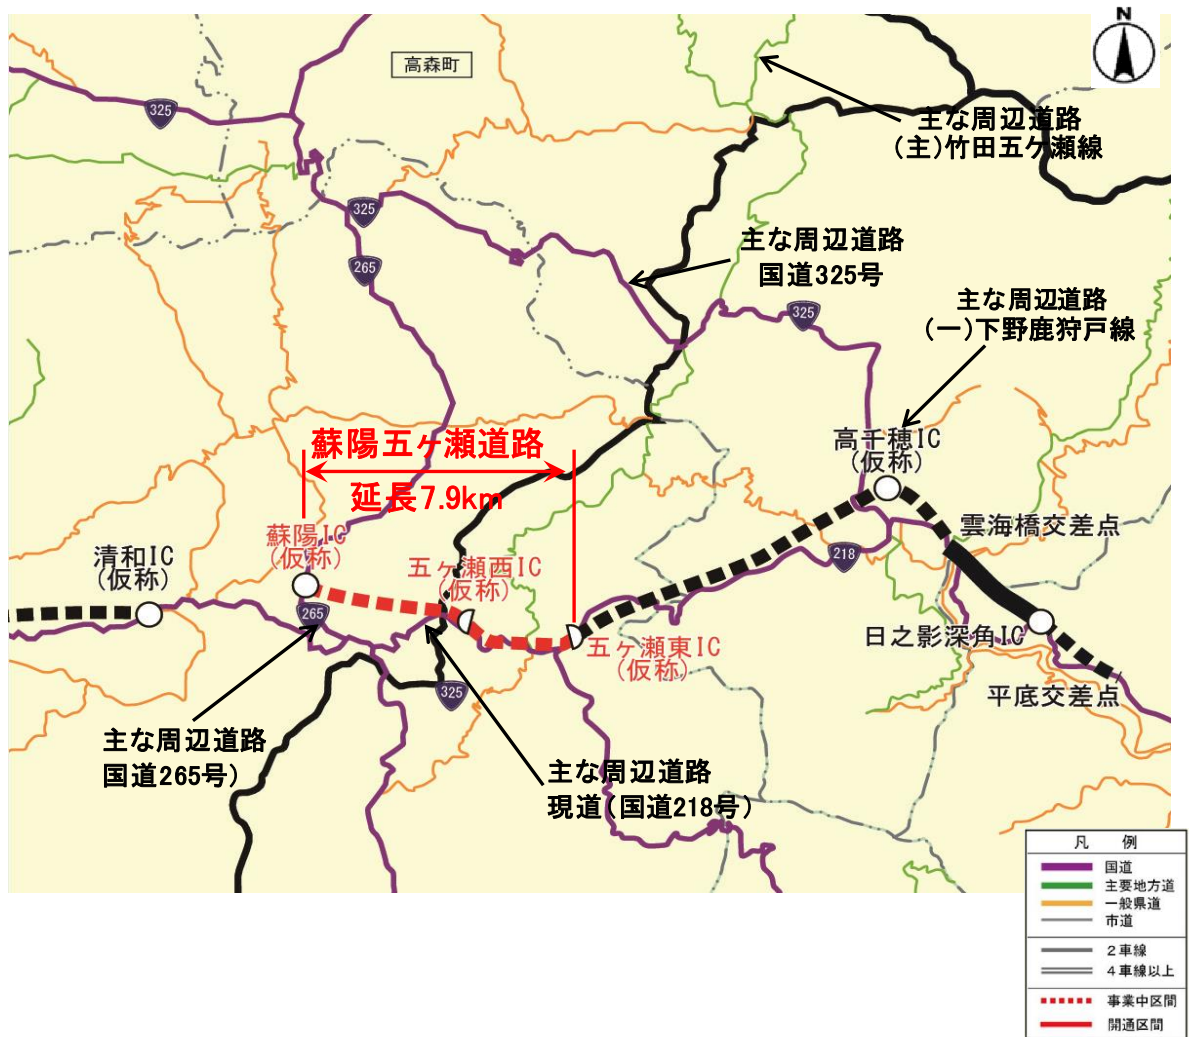 N
高森町
325
主な周辺道路
(主)竹田五ケ瀬線
325
主な周辺道路
国道325号
265
主な周辺道路
(一)下野鹿狩戸線
325
蘇陽五ヶ瀬道路
延長7.9km
高千穂IC
(仮称)
蘇陽IC
(仮称)
清和IC
(仮称)
五ヶ瀬西IC
(仮称)
雲海橋交差点
218
265
日之影深角IC
五ヶ瀬東IC
(仮称)
平底交差点
325
主な周辺道路
国道265号)
主な周辺道路
現道(国道218号)
凡 例
国道
主要地方道
一般県道
市道
2車線
4車線以上
事業中区間
開通区間